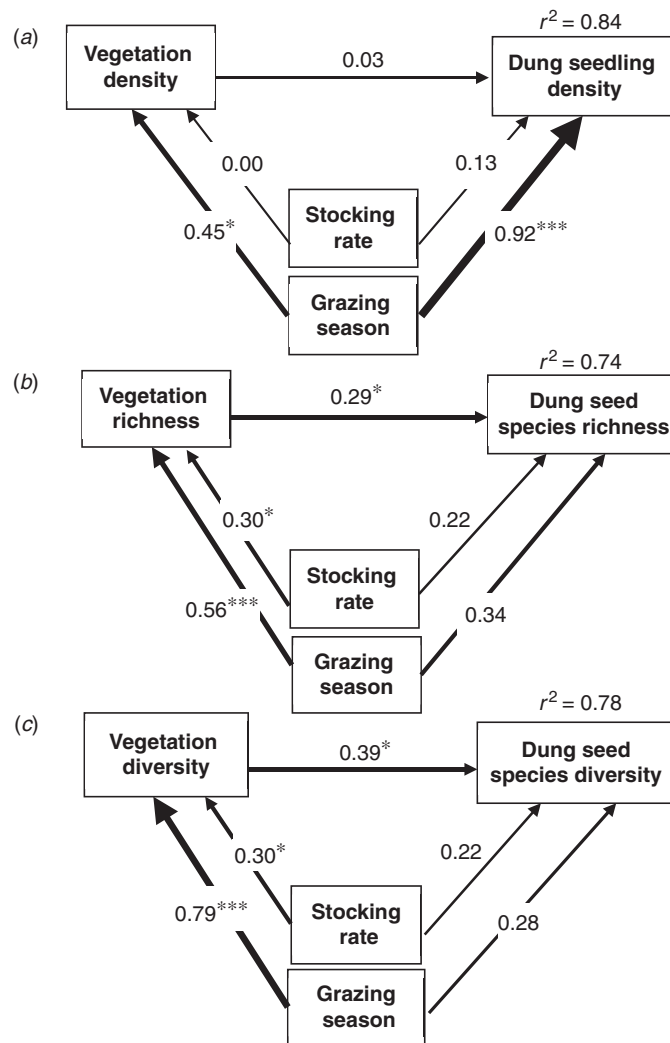 (a)
r² = 0.84
Vegetation
density
0.03
Dung seedling
density
0.00
0.13
0.45*
Stocking
rate
0.92***
Grazing
season
(b)
r² = 0.74
Vegetation
richness
0.29*
Dung seed
species richness
0.30*
0.22
Stocking
rate
0.56***
0.34
Grazing
season
(c)
r² = 0.78
Vegetation
diversity
0.39*
Dung seed
species diversity
0.30*
0.22
Stocking
rate
0.79***
0.28
Grazing
season